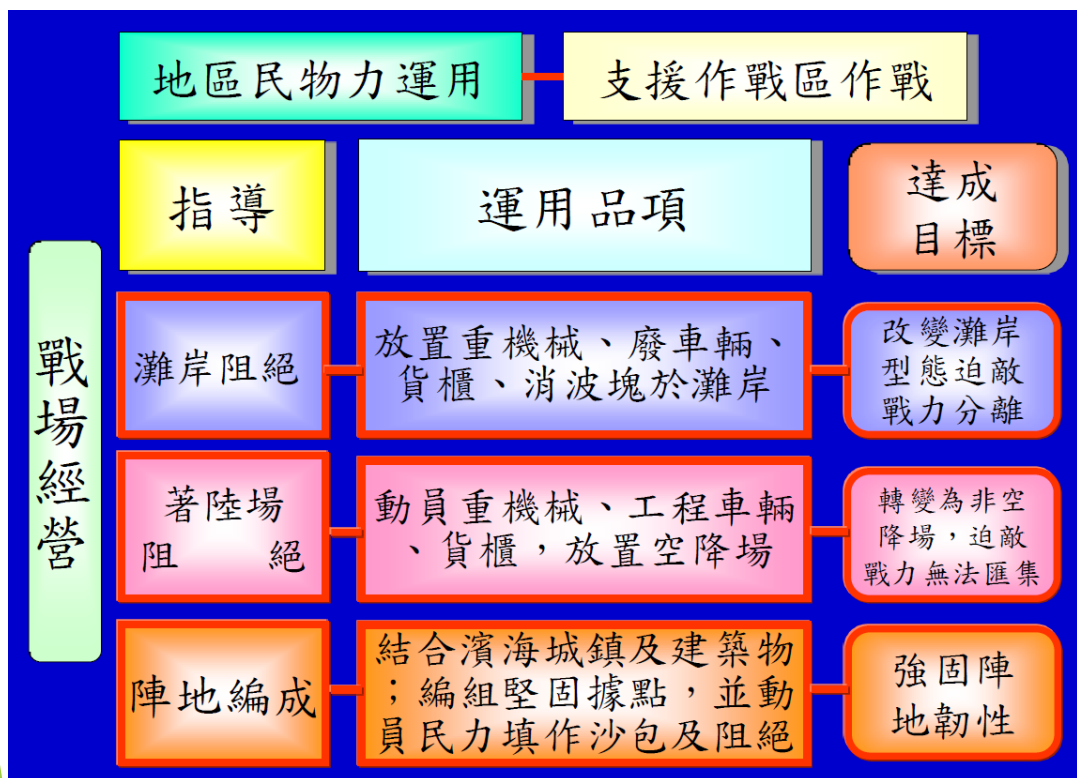 地區民物力運用
支援作戰區作戰
指導
運用品項
達成
目標
戰場經營
灘岸阻絕
放置重機械、廢車輛、
貨櫃、消波塊於灘岸
改變灘岸
型態迫敵
戰力分離
著陸場
阻絕
動員重機械、工程車輛
、貨櫃，放置空降場
轉變為非空
降場，迫敵
戰力無法匯集
陣地編成
結合濱海城鎮及建築物
；編組堅固據點，並動
員民力填作沙包及阻絕
強固陣
地韌性